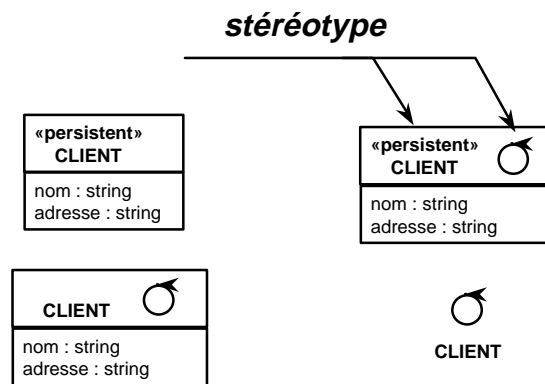 stéréotype
«persistent»
CLIENT
nom : string
adresse : string
«persistent»
CLIENT
nom : string
adresse : string
CLIENT
nom : string
adresse : string
CLIENT